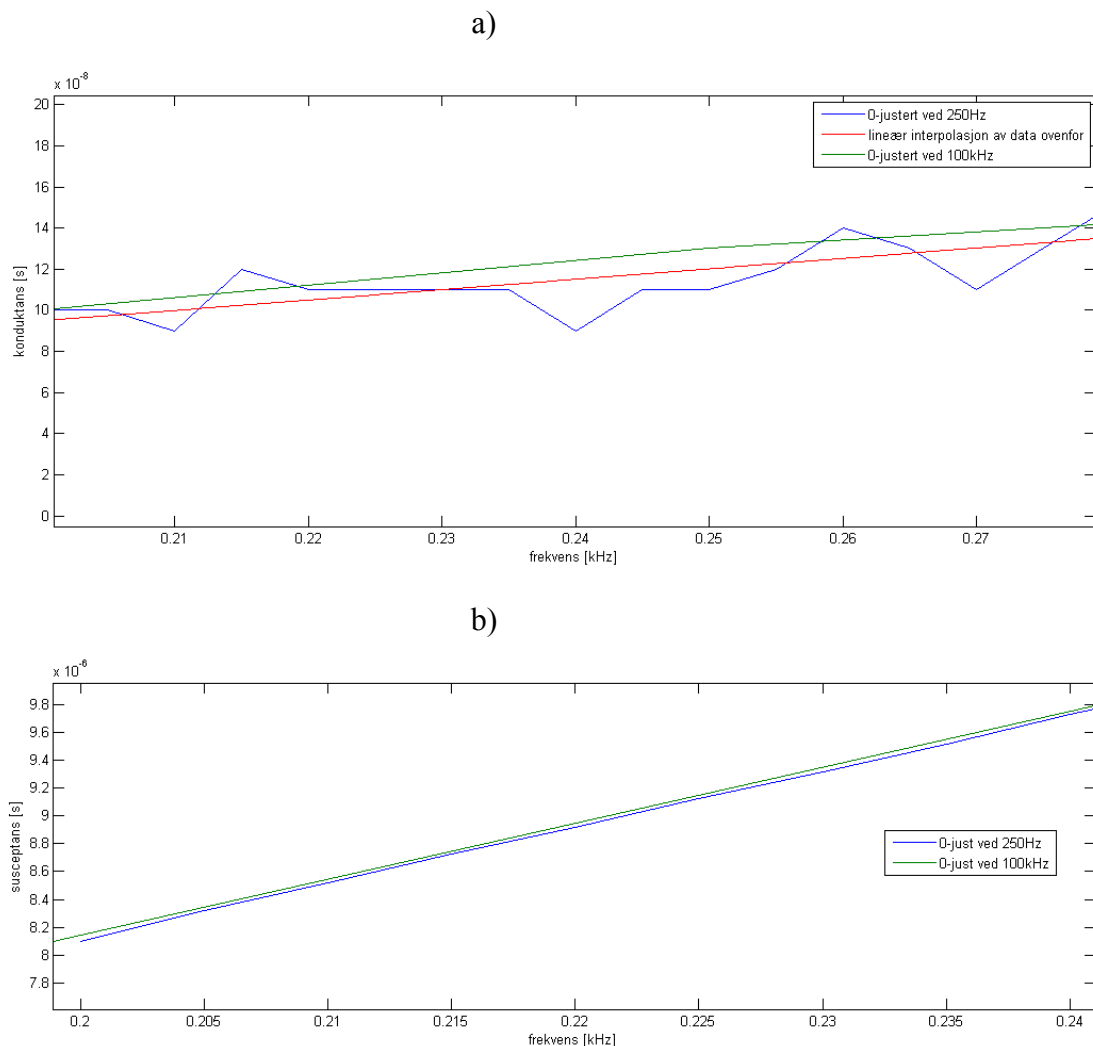 a)
x 10-8
20
18
16
14
12
10
8
6
4
2
0
konduktans [s]
0-justert ved 250Hz
lineær interpolasjon av data ovenfor
0-justert ved 100kHz
0.21 0.22 0.23 0.24 0.25 0.26 0.27
frekvens [kHz]
b)
x 10-6
9.8
9.6
9.4
9.2
9
8.8
8.6
8.4
8.2
8
7.8
susceptans [s]
0-just ved 250Hz
0-just ved 100kHz
0.2 0.205 0.21 0.215 0.22 0.225 0.23 0.235 0.24
frekvens [kHz]